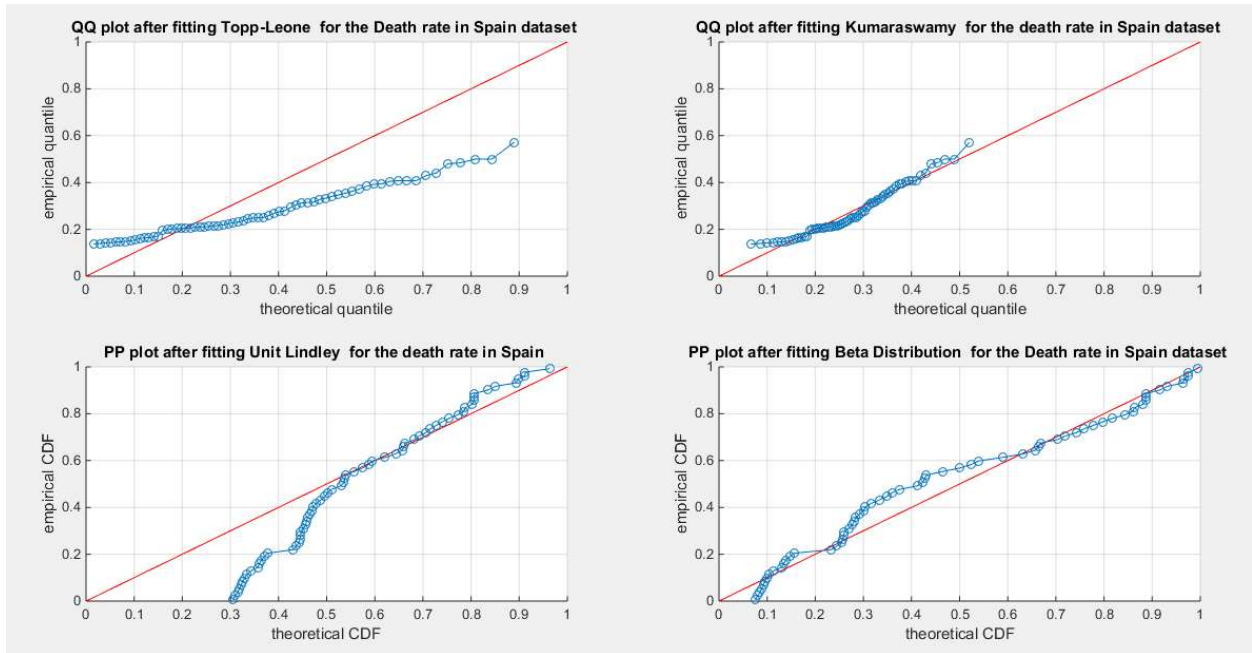 QQ plot after fitting Topp-Leone for the Death rate in Spain dataset
1
0.8
0.6
0.4
0.2
0
empirical quantile
0 0.1 0.2 0.3 0.4 0.5 0.6 0.7 0.8 0.9 1
theoretical quantile
QQ plot after fitting Kumaraswamy for the death rate in Spain dataset
1
0.8
0.6
0.4
0.2
0
empirical quantile
0 0.1 0.2 0.3 0.4 0.5 0.6 0.7 0.8 0.9 1
theoretical quantile
PP plot after fitting Unit Lindley for the death rate in Spain
1
0.8
0.6
0.4
0.2
0
empirical CDF
0 0.1 0.2 0.3 0.4 0.5 0.6 0.7 0.8 0.9 1
theoretical CDF
PP plot after fitting Beta Distribution for the Death rate in Spain dataset
1
0.8
0.6
0.4
0.2
0
empirical CDF
0 0.1 0.2 0.3 0.4 0.5 0.6 0.7 0.8 0.9 1
theoretical CDF